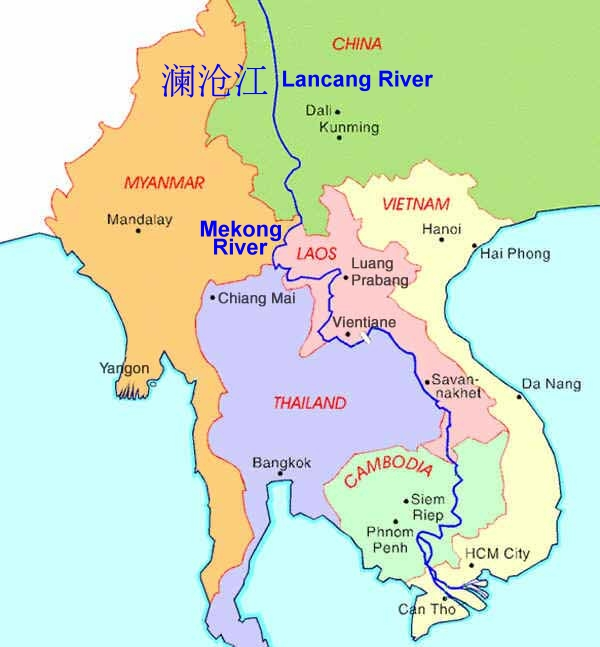 CHINA
澜沧江 Lancang River
Dali
Kunming
MYANMAR
VIETNAM
Mandalay
Mekong
River
Hanoi
LAOS
Hai Phong
Luang
Prabang
Chiang Mai
Vientiane
Yangon
Savan-
nakhet
Da Nang
THAILAND
Bangkok
CAMBODIA
Siem
Riep
Phnom
Penh
HCM City
Can Tho